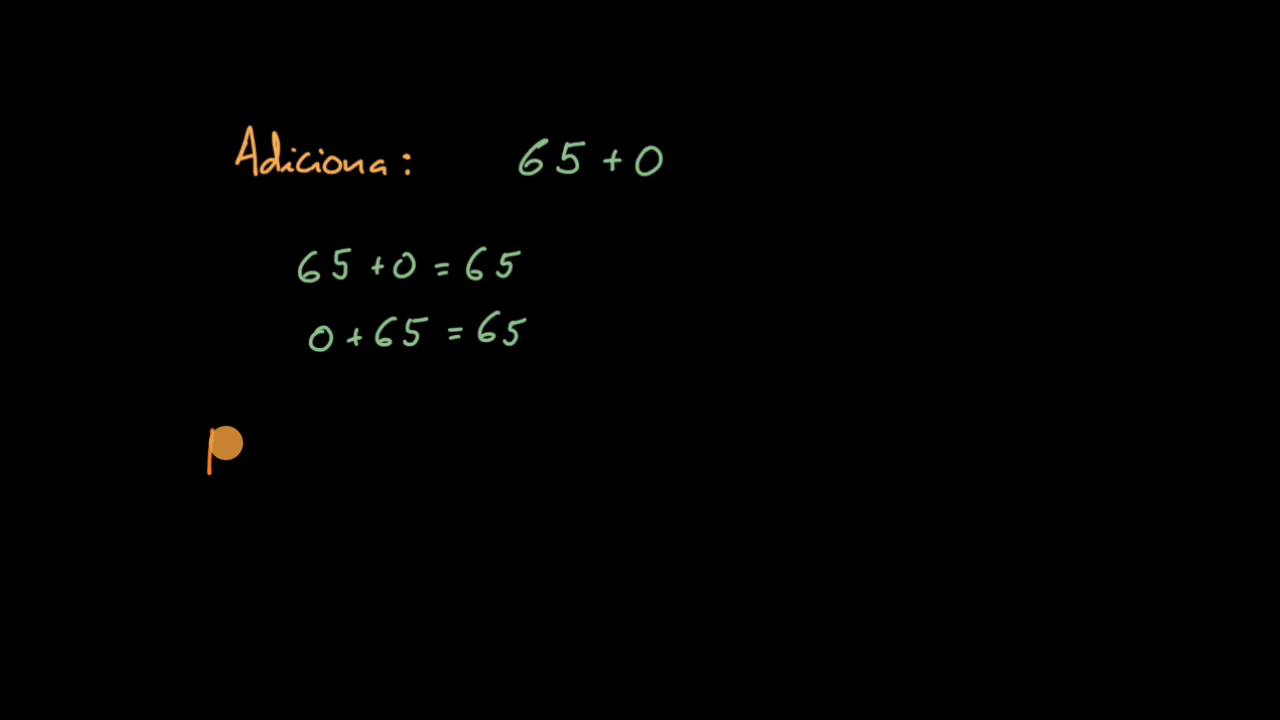 Adiciona: 65 + 0
65 + 0 = 65
0 + 65 = 65